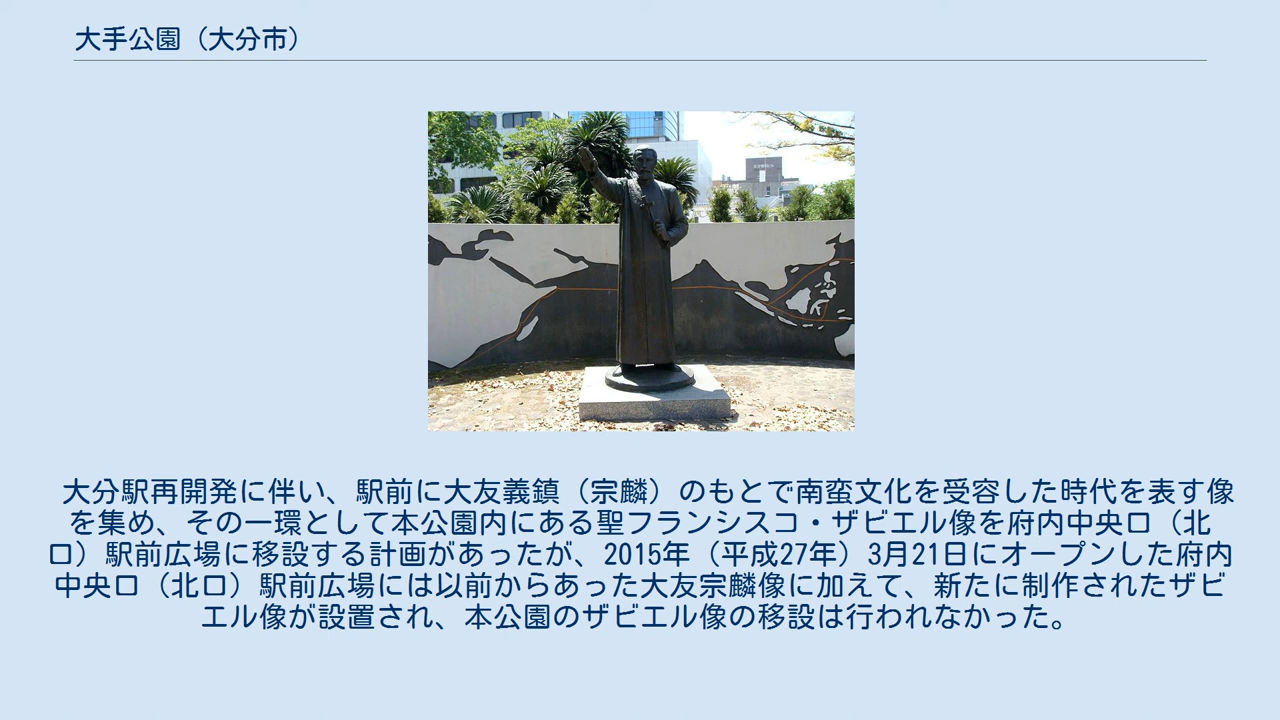 大手公園（大分市）
大分駅再開発に伴い、駅前に大友義鎮（宗麟）のもとで南蛮文化を受容した時代を表す像
を集め、その一環として本公園内にある聖フランシスコ・ザビエル像を府内中央口（北
口）駅前広場に移設する計画があったが、2015年（平成27年）3月21日にオープンした府内
中央口（北口）駅前広場には以前からあった大友宗麟像に加えて、新たに制作されたザビ
エル像が設置され、本公園のザビエル像の移設は行われなかった。